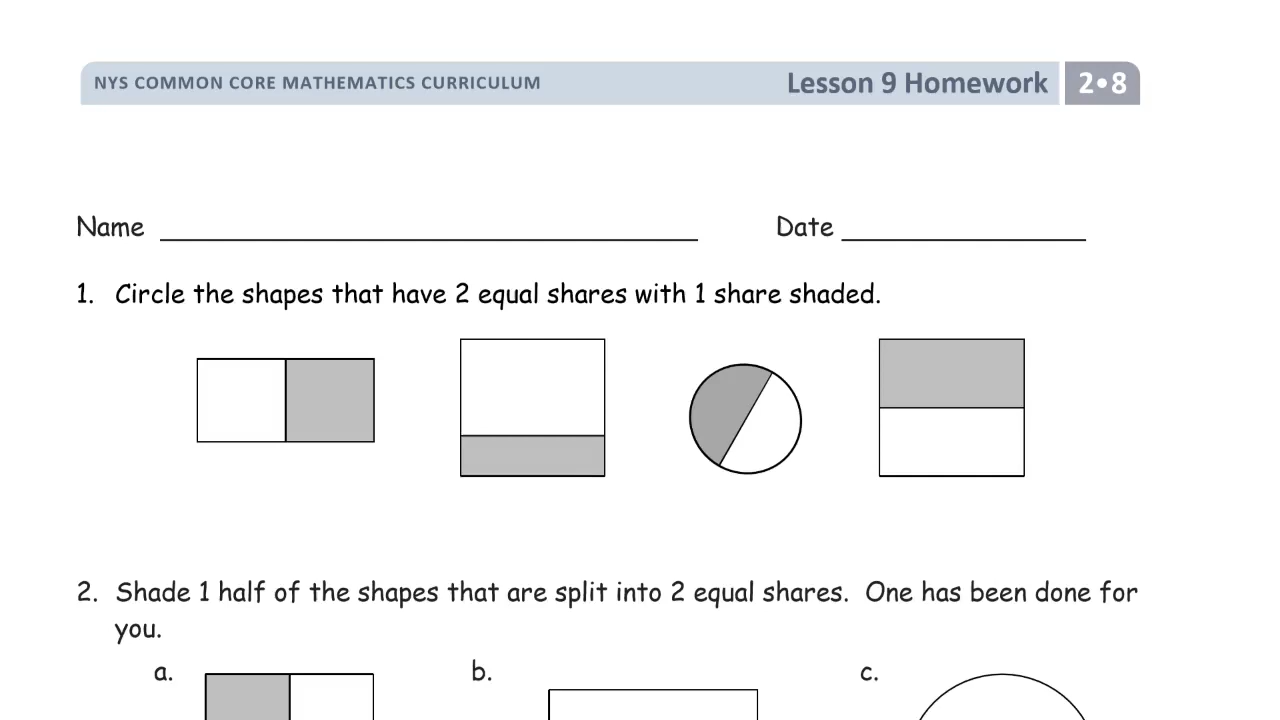 NYS COMMON CORE MATHEMATICS CURRICULUM Lesson 9 Homework 2•8
Name Date
1. Circle the shapes that have 2 equal shares with 1 share shaded.
2. Shade 1 half of the shapes that are split into 2 equal shares. One has been done for
you.
a. b. c.